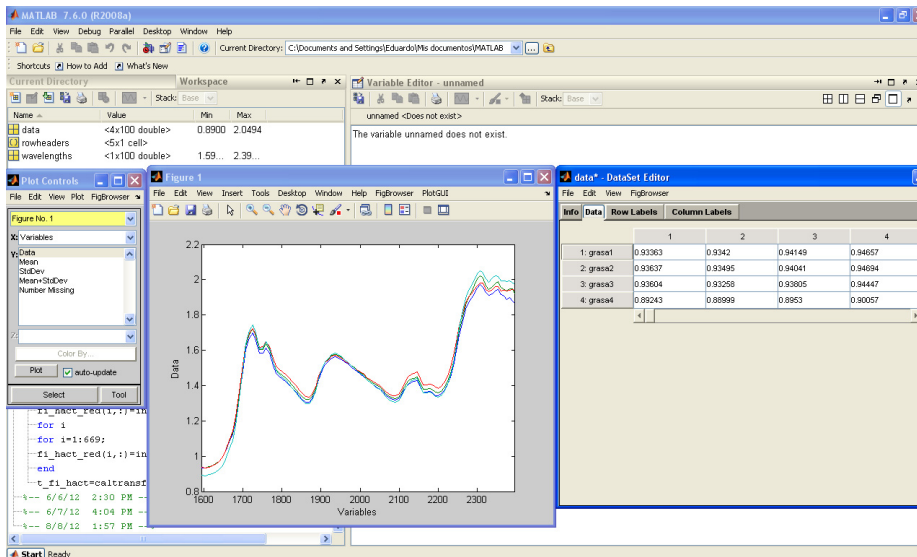 MATLAB 7.6.0 (R2008a)
File Edit View Debug Parallel Desktop Window Help
Current Directory: C:\Documents and Settings\Eduardo\Mis documentos\MATLAB
Shortcuts How to Add What's New
Current Directory Workspace
Stack: Base
Name Value Min Max
data <4x100 double> 0.8900 2.0494
rowheaders <5x1 cell>
wavelengths <1x100 double> 1.59... 2.39...
Variable Editor - unnamed
Stack: Base
unnamed <Does not exist>
The variable unnamed does not exist.
Plot Controls
File Edit View Plot FigBrowser
Figure No. 1
X: Variables
Y: Data
Mean
StdDev
Mean+StdDev
Number Missing
Z:
Color By...
Plot auto-update
Select Tool
fi_hact_red(i,:)=in
for i
for i=1:669;
fi_hact_red(i,:)=in
end
t_fi_hact=caltransf
%-- 6/6/12 2:30 PM --
%-- 6/7/12 4:04 PM --
%-- 8/8/12 1:57 PM --
Figure 1
File Edit View Insert Tools Desktop Window Help FigBrowser PlotGUI
2.2
2
1.8
1.6
1.4
1.2
1
0.8
Data
1600 1700 1800 1900 2000 2100 2200 2300
Variables
data* - DataSet Editor
File Edit View FigBrowser
Info Data Row Labels Column Labels
1 2 3 4
1: grasa1 0.93363 0.9342 0.94149 0.94657
2: grasa2 0.93637 0.93495 0.94041 0.94694
3: grasa3 0.93604 0.93258 0.93805 0.94447
4: grasa4 0.89243 0.88999 0.8953 0.90057
Start Ready